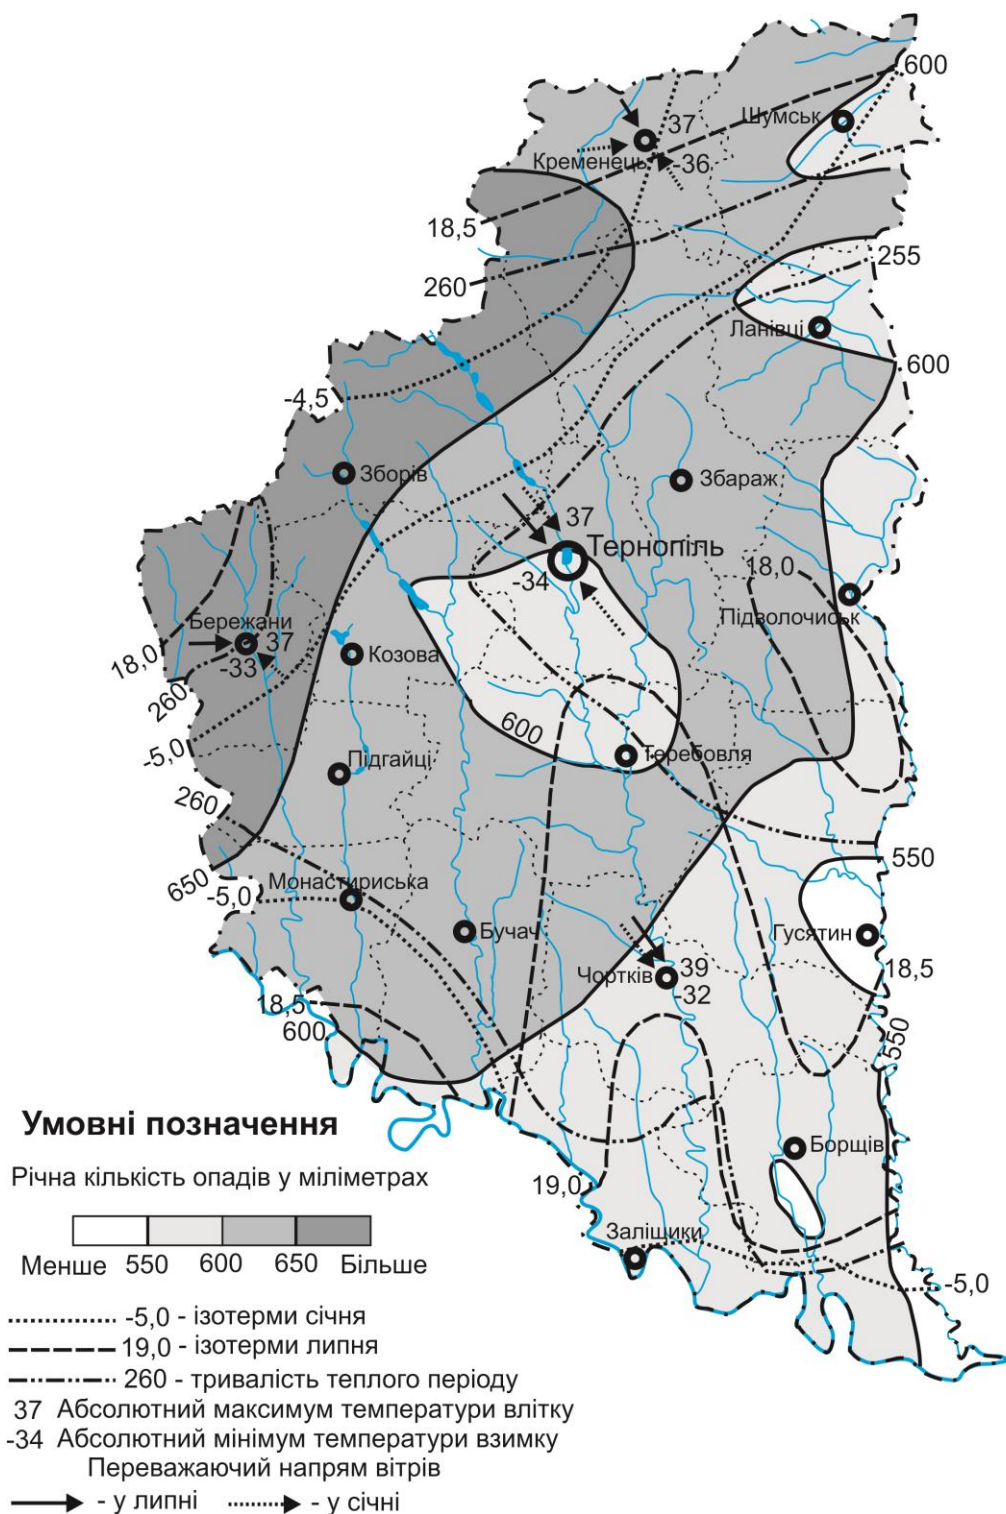 600
Шумськ
37
Кременець
-36
18,5
255
260
Ланівці
600
-4,5
Зборів
Збараж
37
Тернопіль
-34
18,0
Підволочиськ
Бережани
37
-33
Козова
18,0
260
-5,0
600
Теребовля
Підгайці
260
550
650
-5,0
Монастириська
Бучач
Гусятин
Чортків
39
-32
18,5
18,5
600
550
Умовні позначення
Борщів
Річна кількість опадів у міліметрах
19,0
Заліщики
Менше 550 600 650 Більше
-5,0
-5,0 - ізотерми січня
19,0 - ізотерми липня
260 - тривалість теплого періоду
37 Абсолютний максимум температури влітку
-34 Абсолютний мінімум температури взимку
Переважаючий напрям вітрів
- у липні - у січні